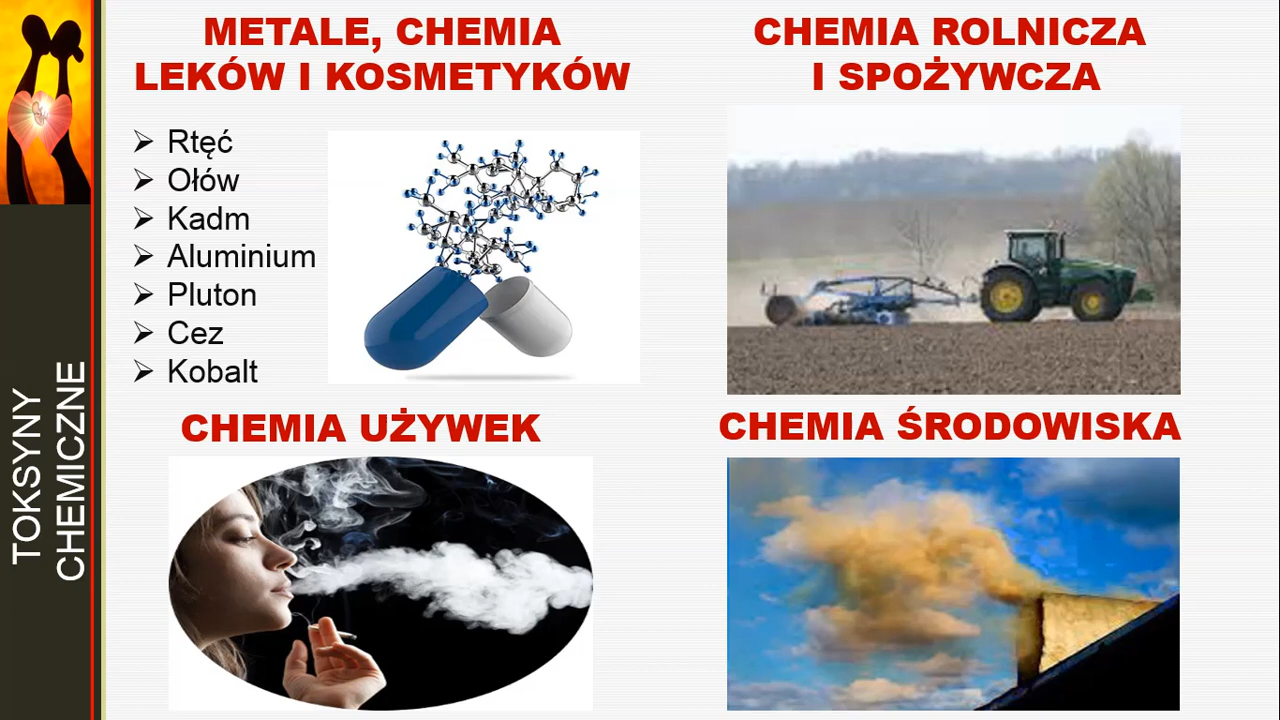 METALE, CHEMIA
LEKÓW I KOSMETYKÓW
Rtęć
Ołów
Kadm
Aluminium
Pluton
Cez
Kobalt
CHEMIA ROLNICZA
I SPOŻYWCZA
CHEMIA UŻYWEK
CHEMIA ŚRODOWISKA
TOKSYNY
CHEMICZNE